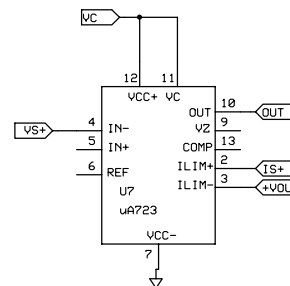 VC
12 11
VCC+ VC
OUT 10 OUT
VS+ 4 IN- VZ 9
5 IN+ COMP 13
6 REF ILIM+ 2 IS+
U7 ILIM- 3 +VOU
uA723
VCC-
7